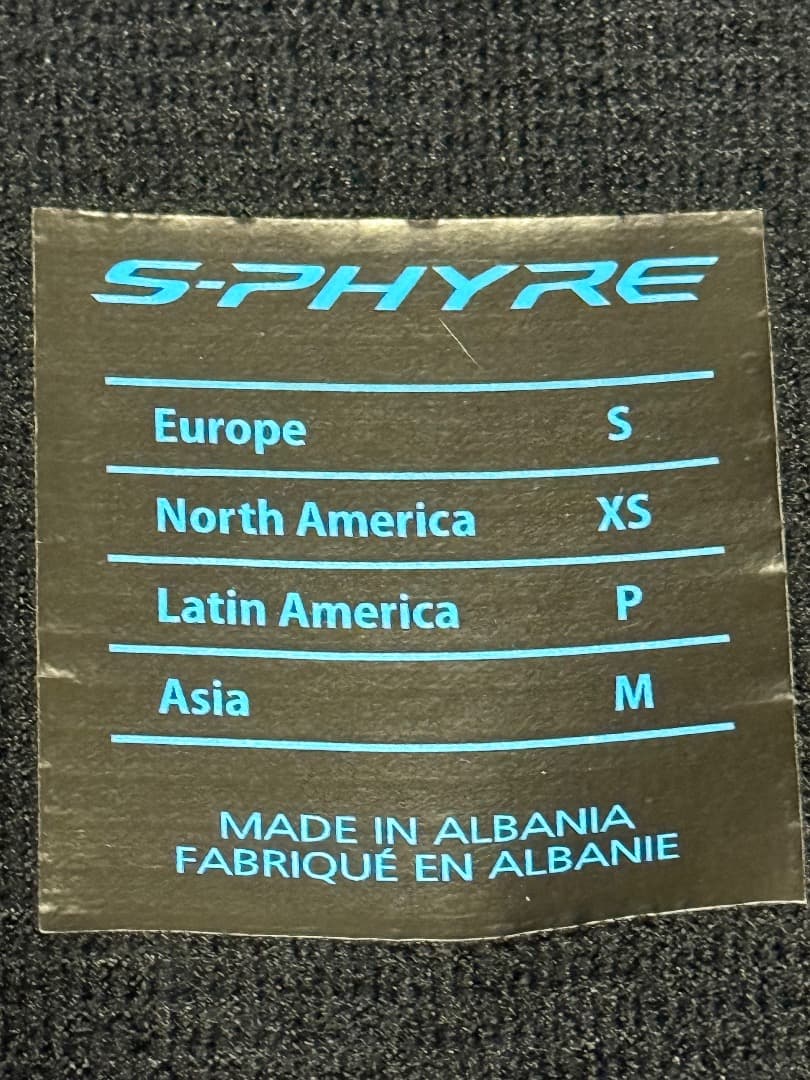 S-PHYRE
Europe S
North America XS
Latin America P
Asia M
MADE IN ALBANIA
FABRIQUÉ EN ALBANIE